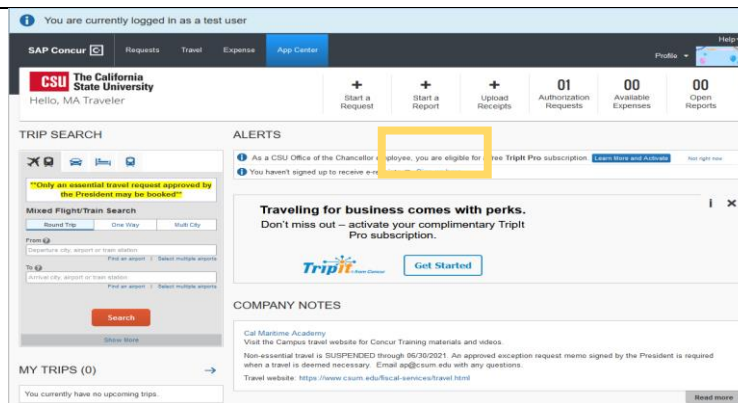 You are currently logged in as a test user
Help
SAP Concur C Requests Travel Expense App Center Profile
CSU The California State University
Hello, MA Traveler
+ Start a Request
+ Start a Report
+ Upload Receipts
01 Authorization Requests
00 Available Expenses
00 Open Reports
TRIP SEARCH
**Only an essential travel request approved by
the President may be booked**
Mixed Flight/Train Search
Round Trip One Way Multi City
From
Departure city, airport or train station
Find an airport | Select multiple airports
To
Arrival city, airport or train station
Find an airport | Select multiple airports
Search
Show More
MY TRIPS (0)
You currently have no upcoming trips.
ALERTS
As a CSU Office of the Chancellor employee, you are eligible for free TripIt Pro subscription. Learn More and Activate Not right now
You haven't signed up to receive
Traveling for business comes with perks.
Don't miss out – activate your complimentary TripIt
Pro subscription.
TripIt from Concur
Get Started
COMPANY NOTES
Cal Maritime Academy
Visit the Campus travel website for Concur Training materials and videos.
Non-essential travel is SUSPENDED through 06/30/2021. An approved exception request memo signed by the President is required
when a travel is deemed necessary. Email ap@csum.edu with any questions.
Travel website: https://www.csum.edu/fiscal-services/travel.html
Read more